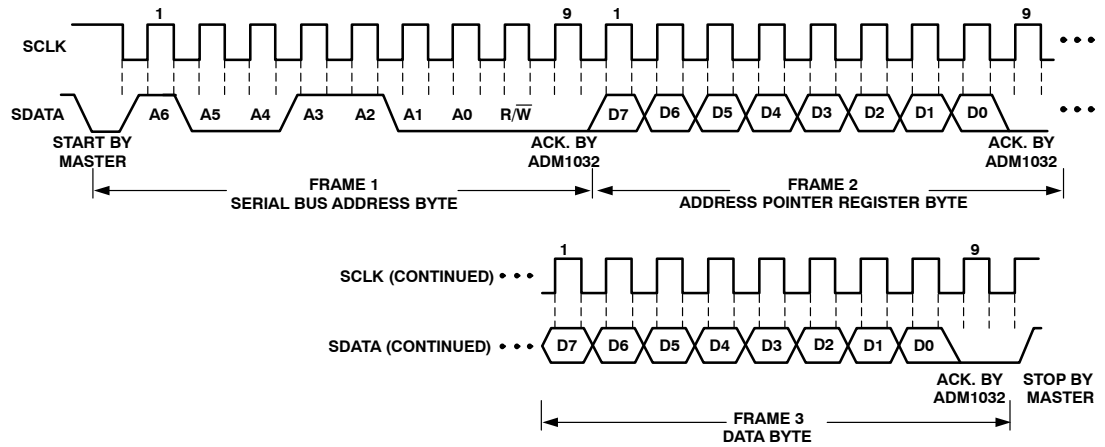 1 9 1 9
SCLK
SDATA A6 A5 A4 A3 A2 A1 A0 R/W̅ D7 D6 D5 D4 D3 D2 D1 D0
START BY
MASTER
ACK. BY
ADM1032
ACK. BY
ADM1032
FRAME 1
SERIAL BUS ADDRESS BYTE
FRAME 2
ADDRESS POINTER REGISTER BYTE
1 9
SCLK (CONTINUED)
SDATA (CONTINUED) D7 D6 D5 D4 D3 D2 D1 D0
ACK. BY
ADM1032
STOP BY
MASTER
FRAME 3
DATA BYTE